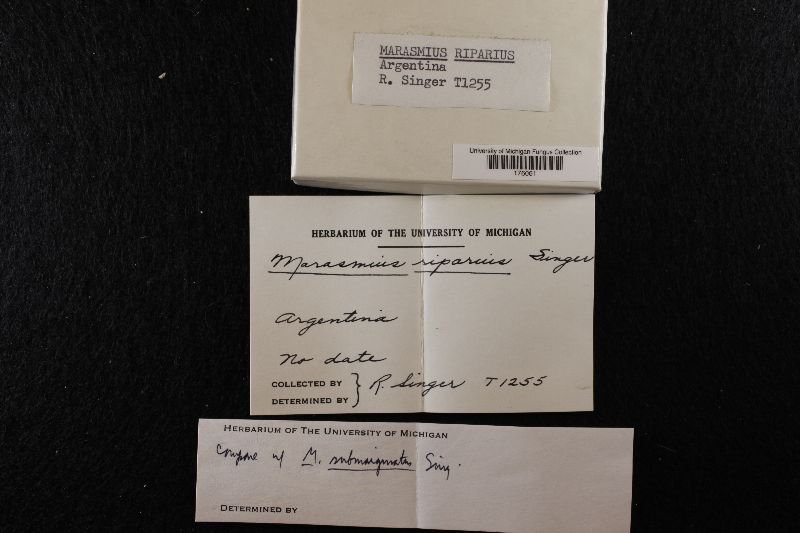 MARASMIUS RIPARIUS
Argentina
R. Singer T1255
University of Michigan Fungus Collection
176061
HERBARIUM OF THE UNIVERSITY OF MICHIGAN
Marasmius riparius Singer
Argentina
No date
COLLECTED BY
DETERMINED BY } R. Singer T1255
HERBARIUM OF THE UNIVERSITY OF MICHIGAN
Compare w/ M. Sing.
DETERMINED BY